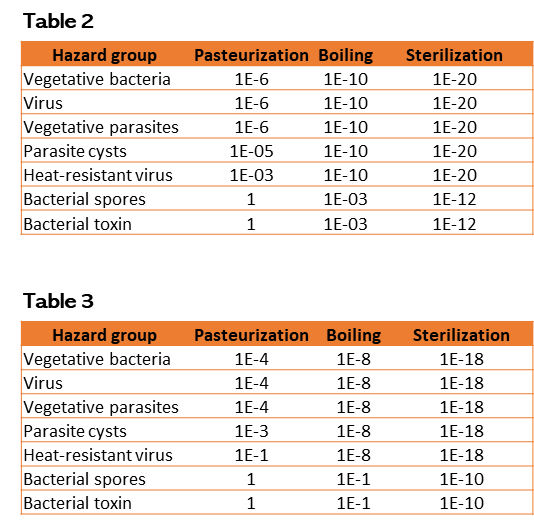 Table 2
Hazard group Pasteurization Boiling Sterilization
Vegetative bacteria 1E-6 1E-10 1E-20
Virus 1E-6 1E-10 1E-20
Vegetative parasites 1E-6 1E-10 1E-20
Parasite cysts 1E-05 1E-10 1E-20
Heat-resistant virus 1E-03 1E-10 1E-20
Bacterial spores 1 1E-03 1E-12
Bacterial toxin 1 1E-03 1E-12
Table 3
Hazard group Pasteurization Boiling Sterilization
Vegetative bacteria 1E-4 1E-8 1E-18
Virus 1E-4 1E-8 1E-18
Vegetative parasites 1E-4 1E-8 1E-18
Parasite cysts 1E-3 1E-8 1E-18
Heat-resistant virus 1E-1 1E-8 1E-18
Bacterial spores 1 1E-1 1E-10
Bacterial toxin 1 1E-1 1E-10